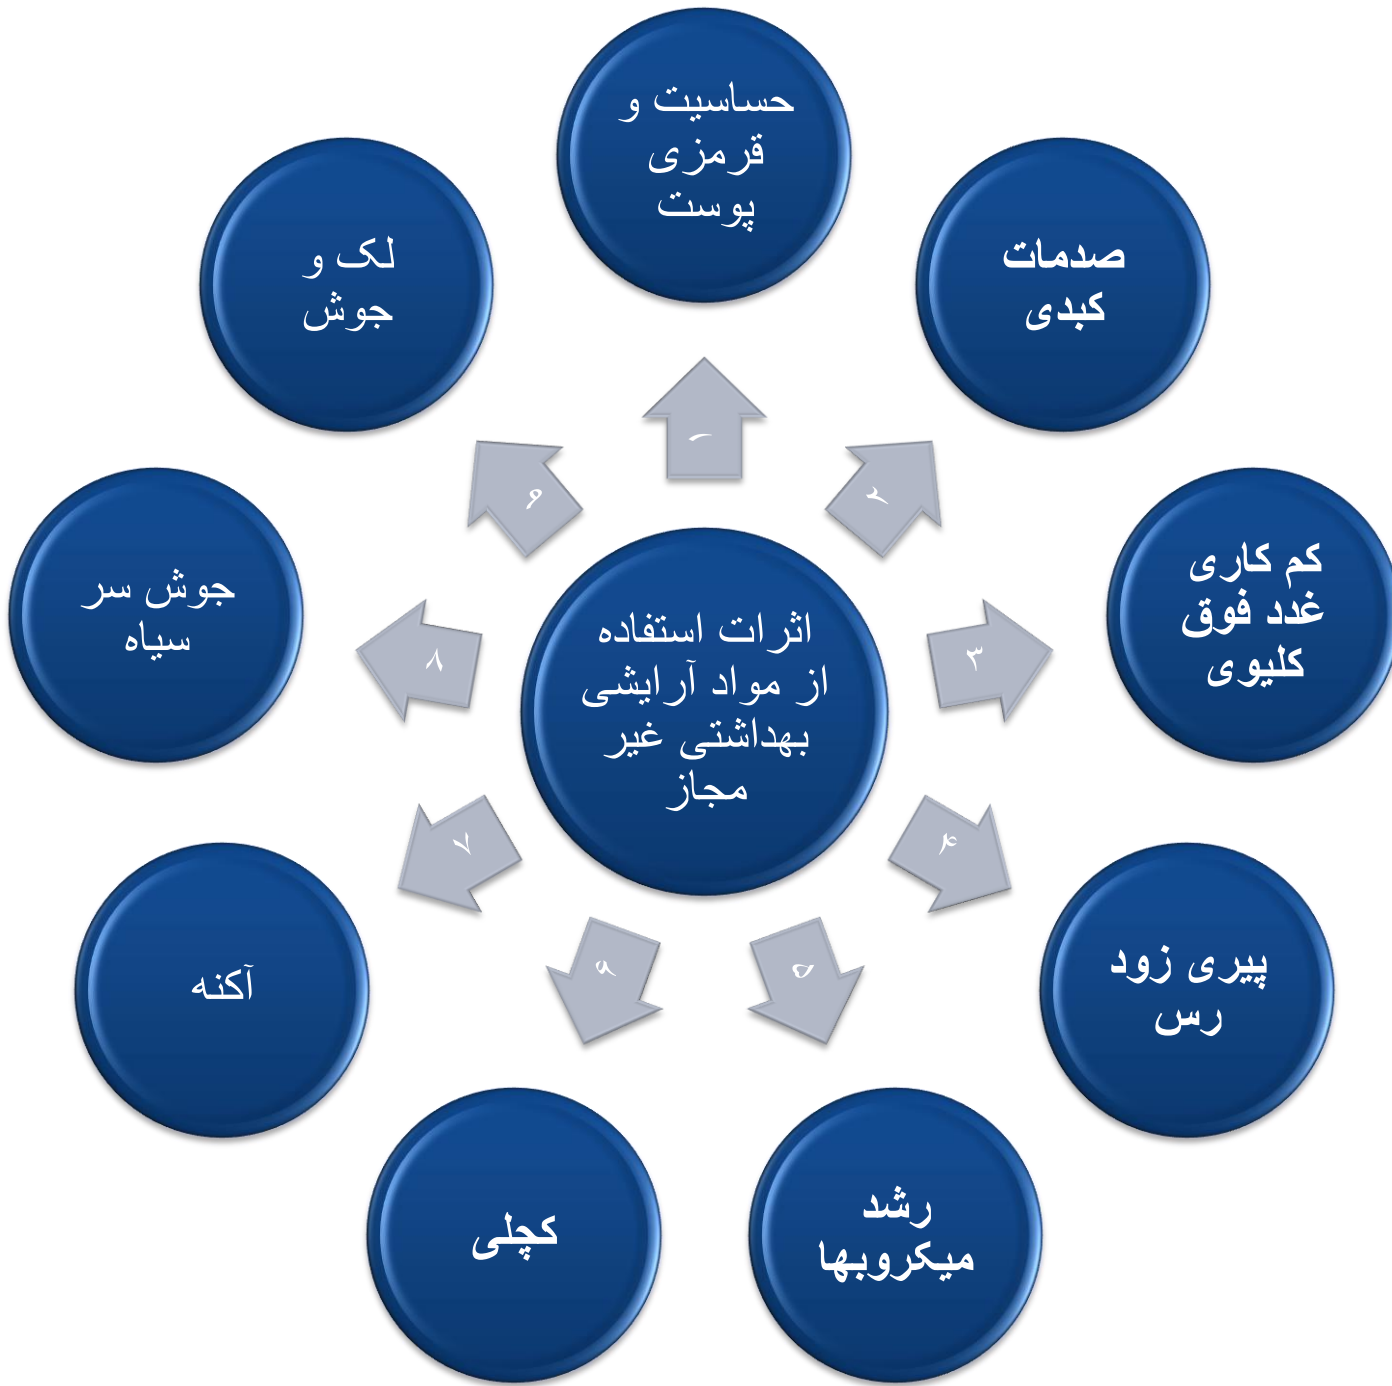 اثرات استفاده
از مواد آرایشی
بهداشتی غیر
مجاز
۱
حساسیت و
قرمزی
پوست
۲
صدمات
کبدی
۳
کم کاری
غدد فوق
کلیوی
۴
پیری زود
رس
۵
رشد
میکروبها
۶
کچلی
۷
آکنه
۸
جوش سر
سیاه
۹
لک و
جوش